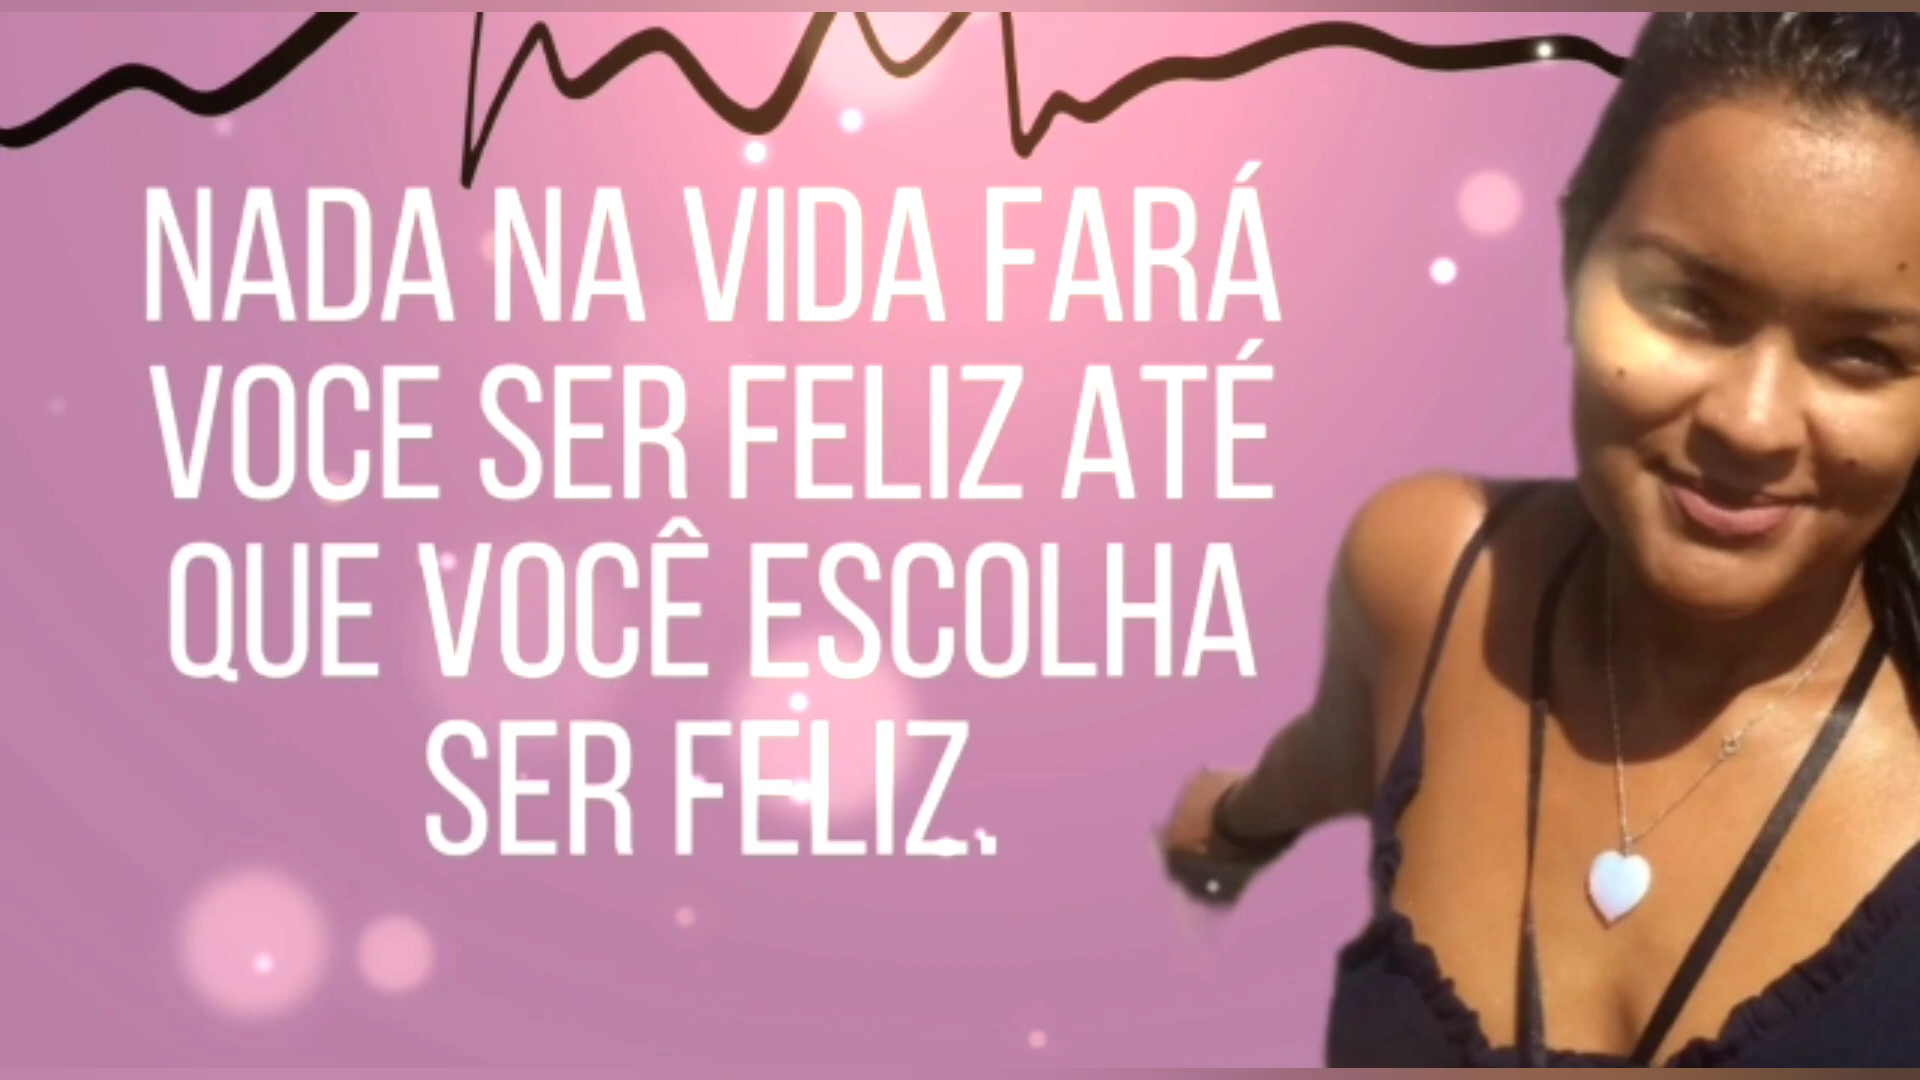 NADA NA VIDA FARÁ
VOCE SER FELIZ ATÉ
QUE VOCÊ ESCOLHA
SER FELIZ.